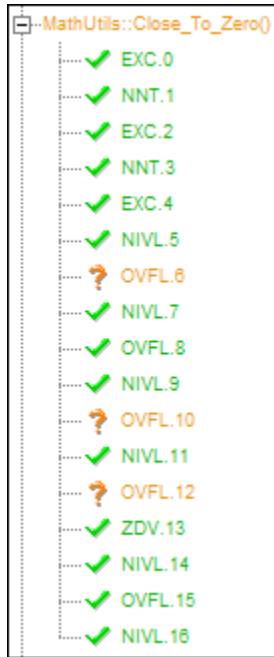 MathUtils::Close_To_Zero()
EXC.0
NNT.1
EXC.2
NNT.3
EXC.4
NIVL.5
OVFL.6
NIVL.7
OVFL.8
NIVL.9
OVFL.10
NIVL.11
OVFL.12
ZDV.13
NIVL.14
OVFL.15
NIVL.16